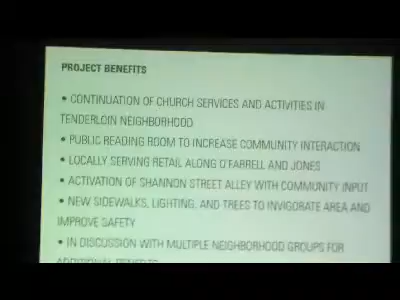 PROJECT BENEFITS
• CONTINUATION OF CHURCH SERVICES AND ACTIVITIES IN
TENDERLOIN NEIGHBORHOOD
• PUBLIC READING ROOM TO INCREASE COMMUNITY INTERACTION
• LOCALLY SERVING RETAIL ALONG O'FARRELL AND JONES
• ACTIVATION OF SHANNON STREET ALLEY WITH COMMUNITY INPUT
• NEW SIDEWALKS, LIGHTING, AND TREES TO INVIGORATE AREA AND
IMPROVE SAFETY
• IN DISCUSSION WITH MULTIPLE NEIGHBORHOOD GROUPS FOR
ADDITIONAL BENEFITS